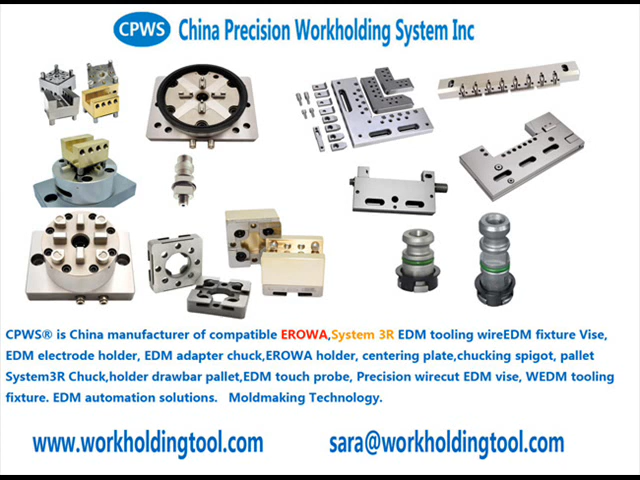 CPWS China Precision Workholding System Inc
CPWS® is China manufacturer of compatible EROWA,System 3R EDM tooling wireEDM fixture Vise,
EDM electrode holder, EDM adapter chuck,EROWA holder, centering plate,chucking spigot, pallet
System3R Chuck,holder drawbar pallet,EDM touch probe, Precision wirecut EDM vise, WEDM tooling
fixture. EDM automation solutions. Moldmaking Technology.
www.workholdingtool.com sara@workholdingtool.com